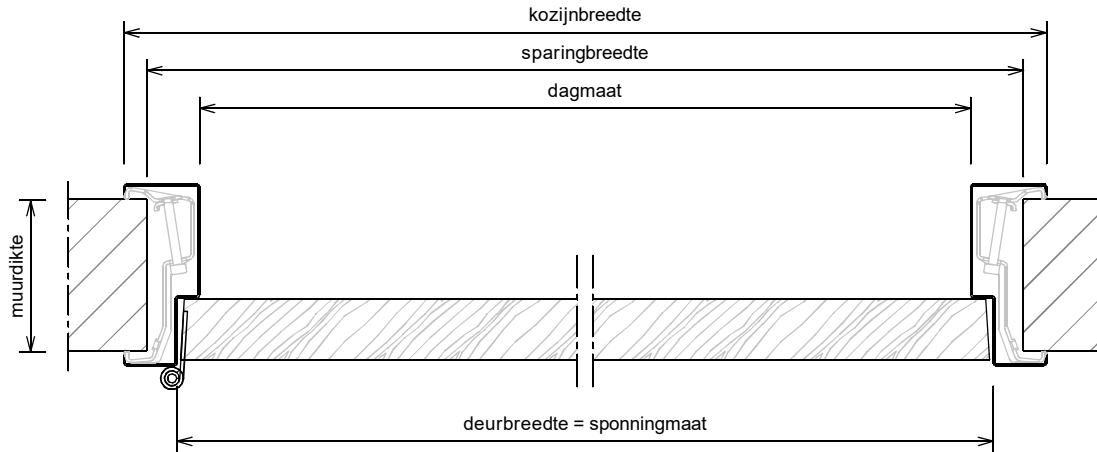 kozijnbreedte
sparingbreedte
dagmaat
muurdikte
deurbreedte = sponningmaat